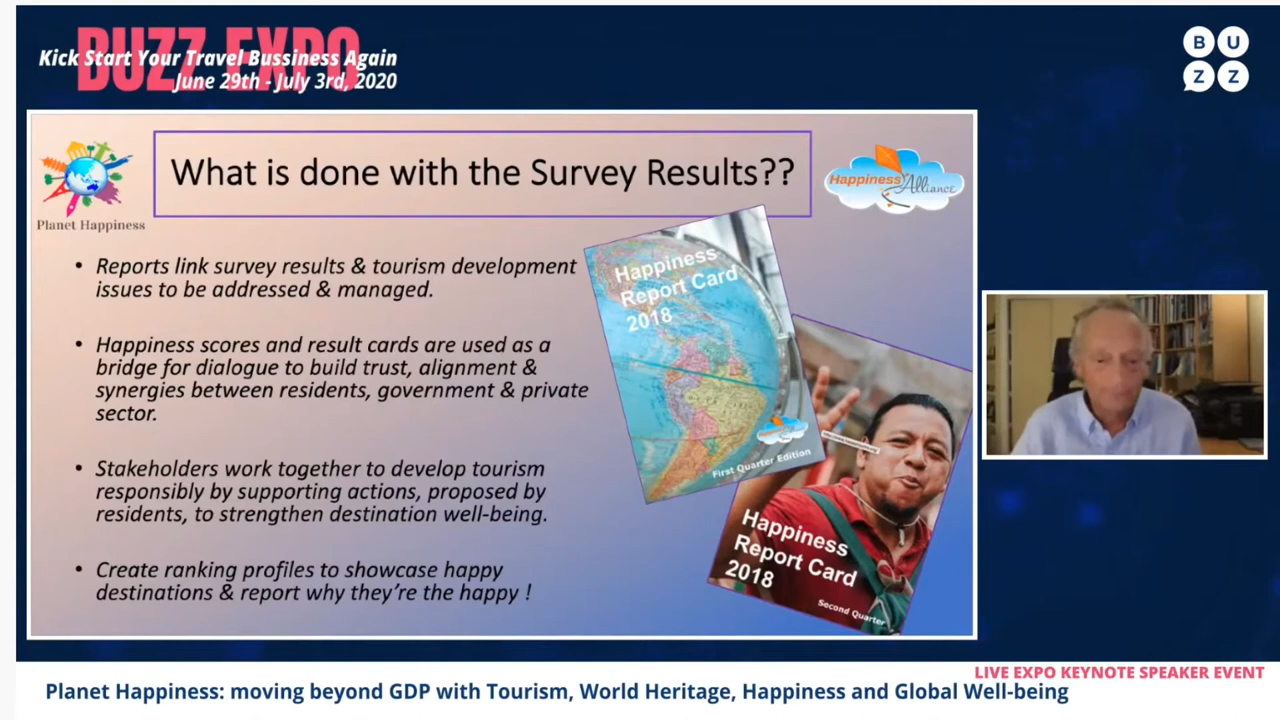 BUZZ EXPO
Kick Start Your Travel Bussiness Again
June 29th - July 3rd, 2020
B U
Z Z
What is done with the Survey Results??
Planet Happiness
Happiness Alliance
• Reports link survey results & tourism development
issues to be addressed & managed.
• Happiness scores and result cards are used as a
bridge for dialogue to build trust, alignment &
synergies between residents, government & private
sector.
• Stakeholders work together to develop tourism
responsibly by supporting actions, proposed by
residents, to strengthen destination well-being.
• Create ranking profiles to showcase happy
destinations & report why they’re the happy !
Happiness
Report Card
2018
First Quarter Edition
Happiness
Report Card
2018
Second Quarter
LIVE EXPO KEYNOTE SPEAKER EVENT
Planet Happiness: moving beyond GDP with Tourism, World Heritage, Happiness and Global Well-being